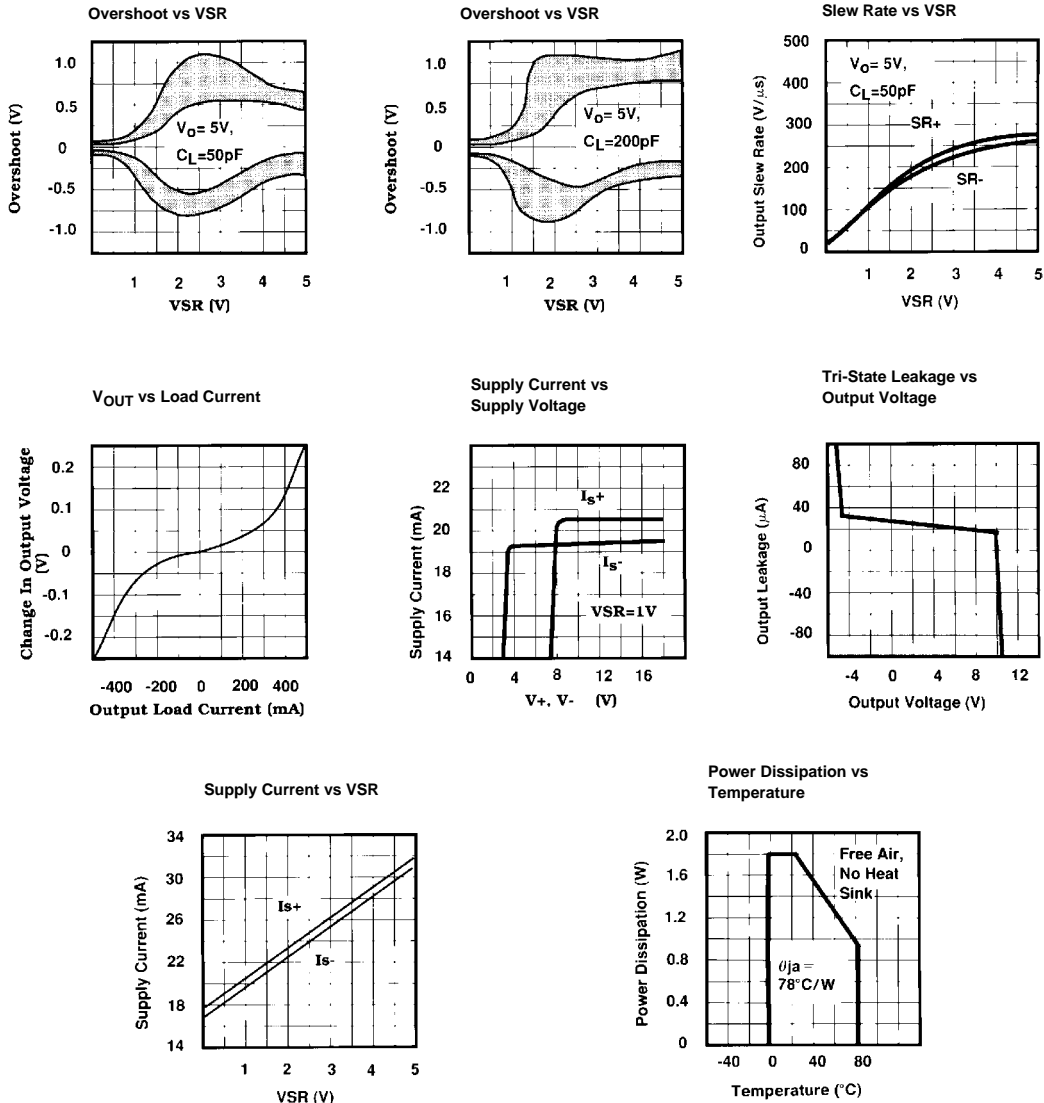 Overshoot vs VSR
Overshoot (V)
1.0
0.5
0
-0.5
-1.0
V_O = 5V,
C_L=50pF
1 2 3 4 5
VSR (V)
Overshoot vs VSR
Overshoot (V)
1.0
0.5
0
-0.5
-1.0
V_O = 5V,
C_L=200pF
1 2 3 4 5
VSR (V)
Slew Rate vs VSR
Output Slew Rate (V/μs)
500
400
300
200
100
0
V_O = 5V,
C_L=50pF
SR+
SR-
1 2 3 4 5
VSR (V)
V_OUT vs Load Current
Change In Output Voltage
(V)
0.2
0.1
0
-0.1
-0.2
-400 -200 0 200 400
Output Load Current (mA)
Supply Current vs
Supply Voltage
Supply Current (mA)
22
20
18
16
14
I_s+
I_s-
VSR=1V
0 4 8 12 16
V+, V- (V)
Tri-State Leakage vs
Output Voltage
Output Leakage (μA)
80
40
0
-40
-80
-4 0 4 8 12
Output Voltage (V)
Supply Current vs VSR
Supply Current (mA)
34
30
26
22
18
14
Is+
Is-
1 2 3 4 5
VSR (V)
Power Dissipation vs
Temperature
Power Dissipation (W)
2.0
1.6
1.2
0.8
0.4
0
Free Air,
No Heat
Sink
θja =
78°C/W
-40 0 40 80
Temperature (°C)